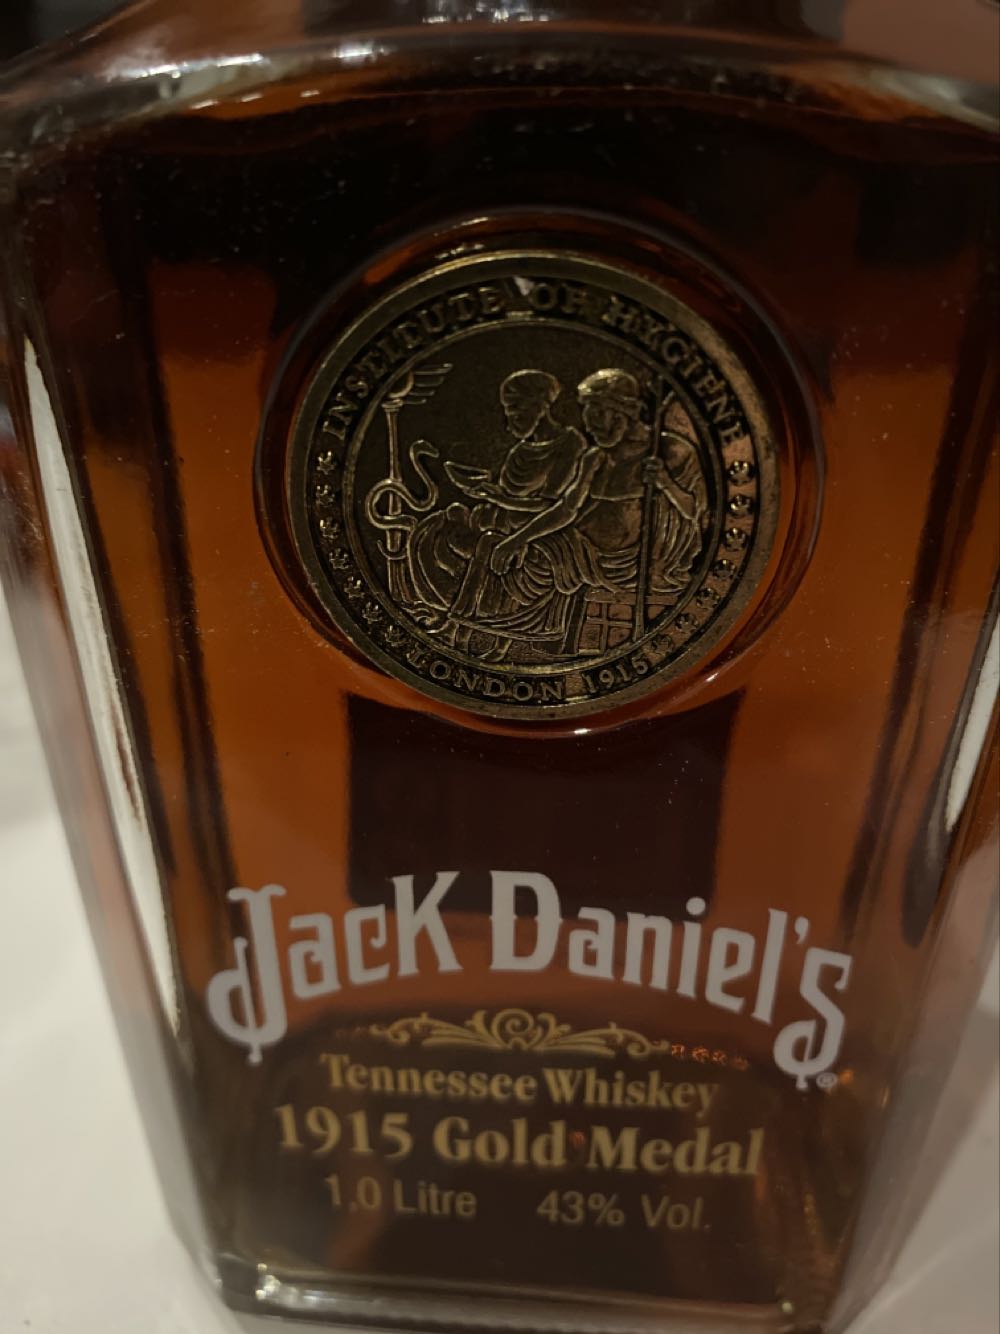 INSTITUTE OF HYGIENE
LONDON 1915
Jack Daniel's®
Tennessee Whiskey
1915 Gold Medal
1,0 Litre 43% Vol.